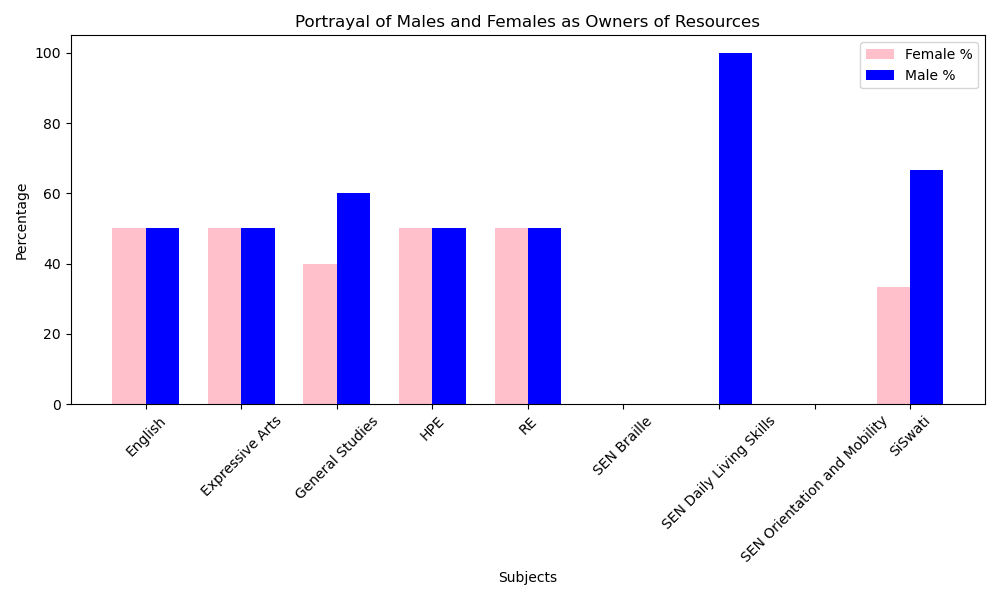 Portrayal of Males and Females as Owners of Resources
Female %
Male %
Percentage
100
80
60
40
20
0
English
Expressive Arts
General Studies
HPE
RE
SEN Braille
SEN Daily Living Skills
SEN Orientation and Mobility
SiSwati
Subjects